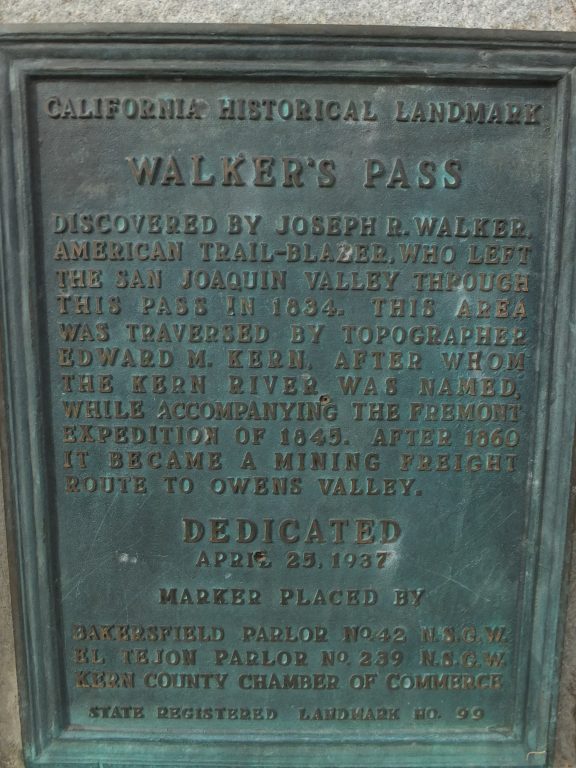 CALIFORNIA HISTORICAL LANDMARK
WALKER'S PASS
DISCOVERED BY JOSEPH R. WALKER,
AMERICAN TRAIL-BLAZER, WHO LEFT
THE SAN JOAQUIN VALLEY THROUGH
THIS PASS IN 1834. THIS AREA
WAS TRAVERSED BY TOPOGRAPHER
EDWARD M. KERN, AFTER WHOM
THE KERN RIVER WAS NAMED,
WHILE ACCOMPANYING THE FREMONT
EXPEDITION OF 1845. AFTER 1860
IT BECAME A MINING FREIGHT
ROUTE TO OWENS VALLEY.
DEDICATED
APRIL 25, 1937
MARKER PLACED BY
BAKERSFIELD PARLOR NO. 42 N.S.G.W.
EL TEJON PARLOR NO. 239 N.S.G.W.
KERN COUNTY CHAMBER OF COMMERCE
STATE REGISTERED LANDMARK NO. 99